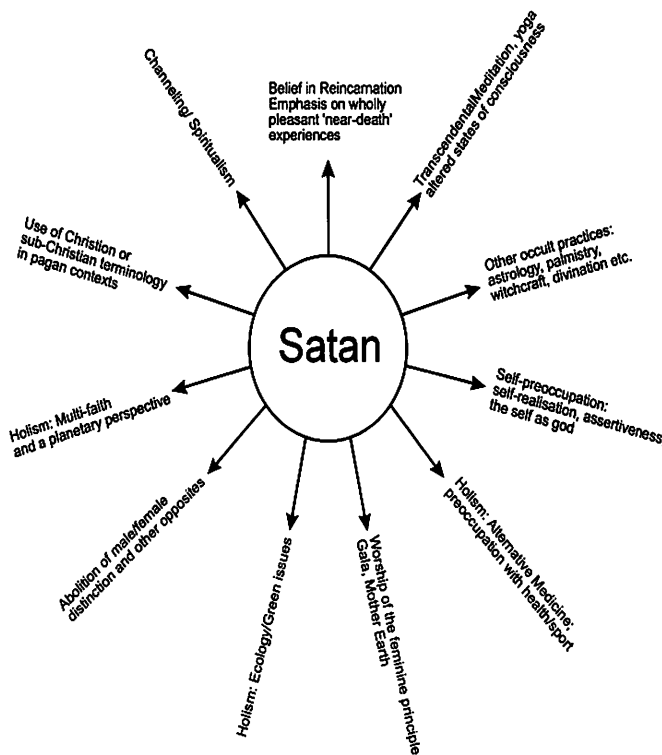 Belief in Reincarnation
Emphasis on wholly
pleasant 'near-death'
experiences
TranscendentalMeditation, yoga
altered states of consciousness
Other occult practices:
astrology, palmistry,
witchcraft, divination etc.
Self-preoccupation:
self-realisation, assertiveness
the self as god
Holism: Alternative Medicine;
preoccupation with health/sport
Worship of the feminine principle
Gaia, Mother Earth
Holism: Ecology/Green issues
Abolition of male/female
distinction and other opposites
Holism: Multi-faith
and a planetary perspective
Use of Christion or
sub-Christian terminology
in pagan contexts
Channeling/ Spiritualism
Satan